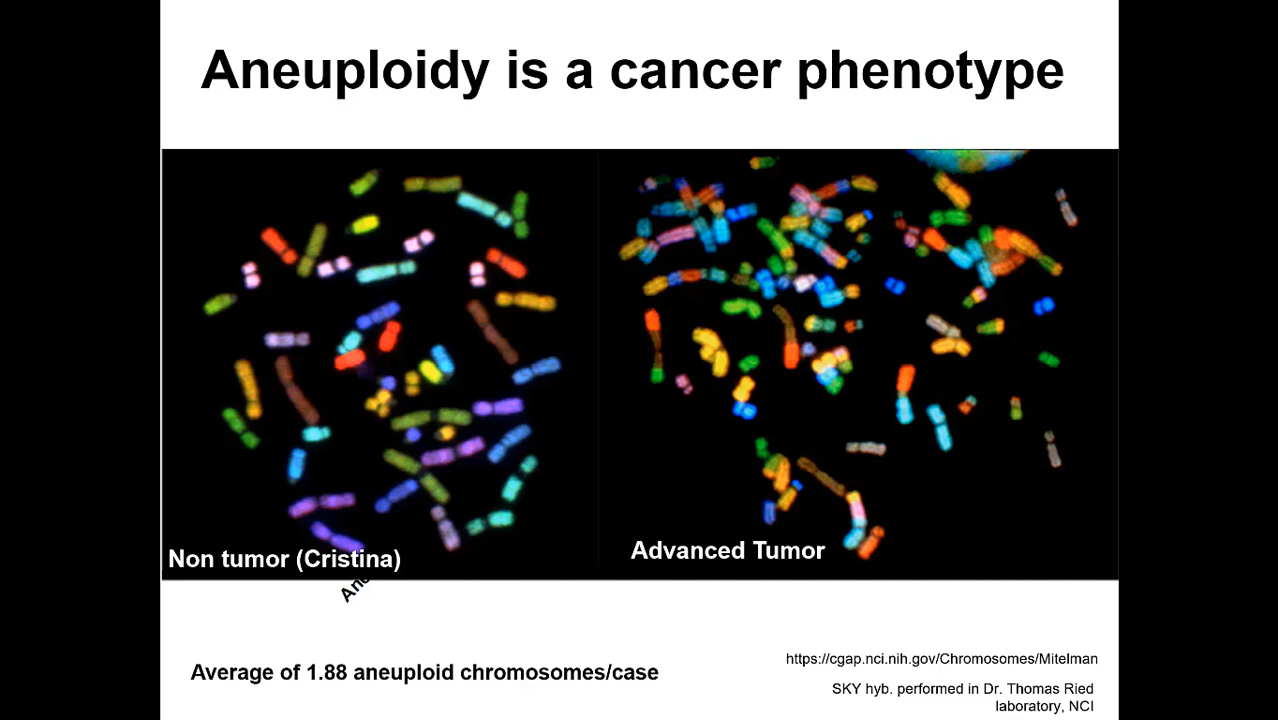 Aneuploidy is a cancer phenotype
Non tumor (Cristina)
Advanced Tumor
Average of 1.88 aneuploid chromosomes/case
https://cgap.nci.nih.gov/Chromosomes/Mitelman
SKY hyb. performed in Dr. Thomas Ried
laboratory, NCI